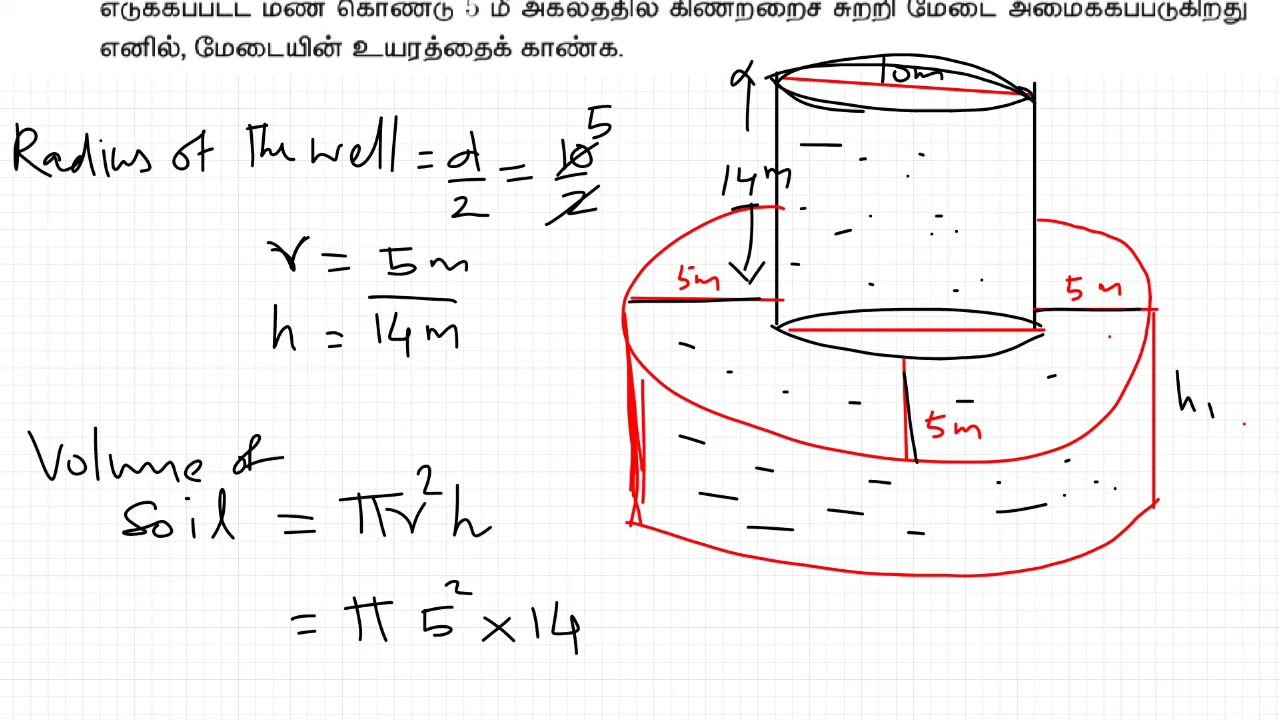 எடுக்கப்பட்ட மண் கொண்டு 5 மீ அகலத்தில் கிணற்றைச் சுற்றி மேடை அமைக்கப்படுகிறது
எனில், மேடையின் உயரத்தைக் காண்க.
10m
Radius of The well = d/2 = 10/2 5
14m
r = 5m
5m
5m
h = 14m
h₁
5m
Volume of
soil = πr²h
= π 5² × 14